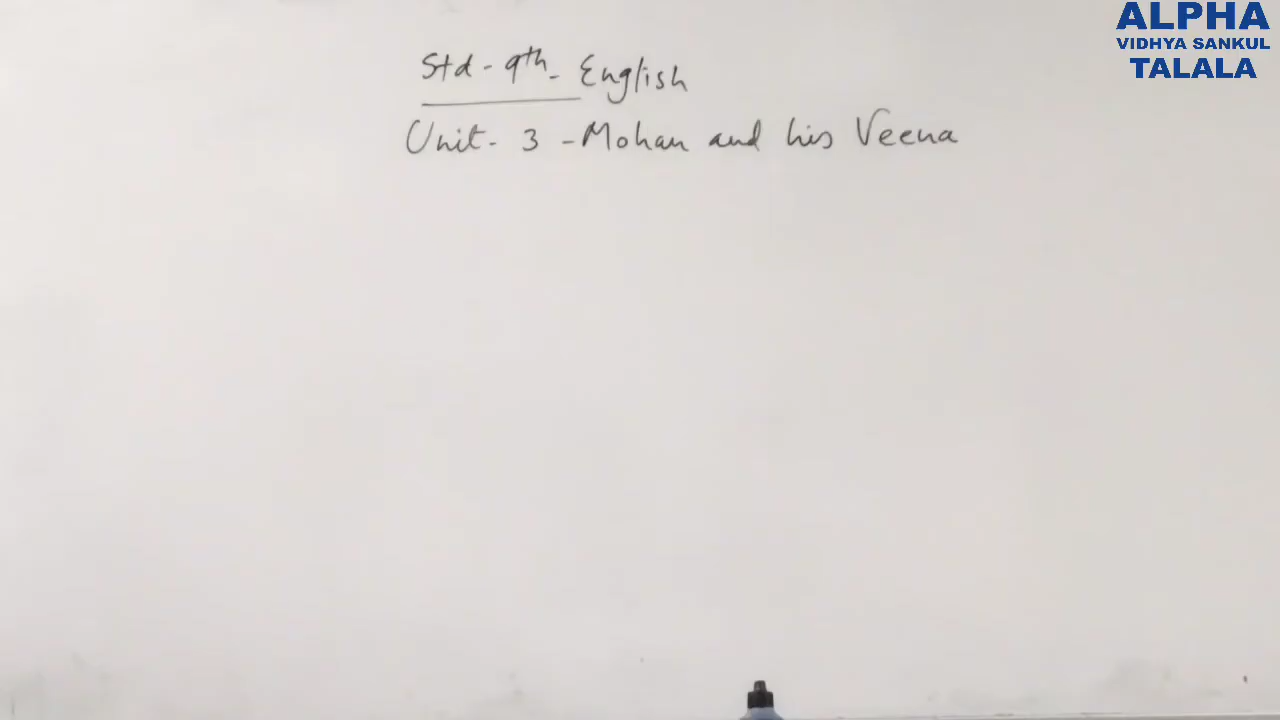 ALPHA
VIDHYA SANKUL
TALALA
Std - 9th - English
Unit - 3 - Mohan and his Veena